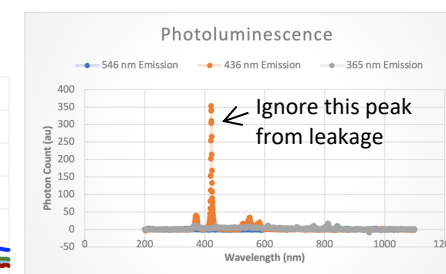 Photoluminescence
546 nm Emission 436 nm Emission 365 nm Emission
400
350
300
250
200
150
100
50
0
-50
Photon Count (au)
Ignore this peak
from leakage
0 200 400 600 800 1000 120
Wavelength (nm)